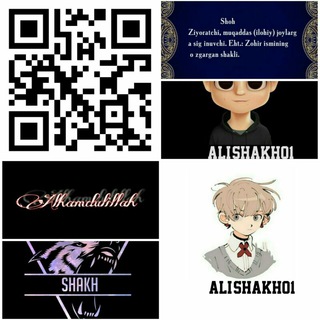 Shoh
Ziyoratchi, muqaddas (ilohiy) joylarg
a sig inuvchi. Eht.: Zohir ismining
o zgargan shakli.
ALISHAKH01
Alhamdulillah
SHAKH
ALISHAKH01